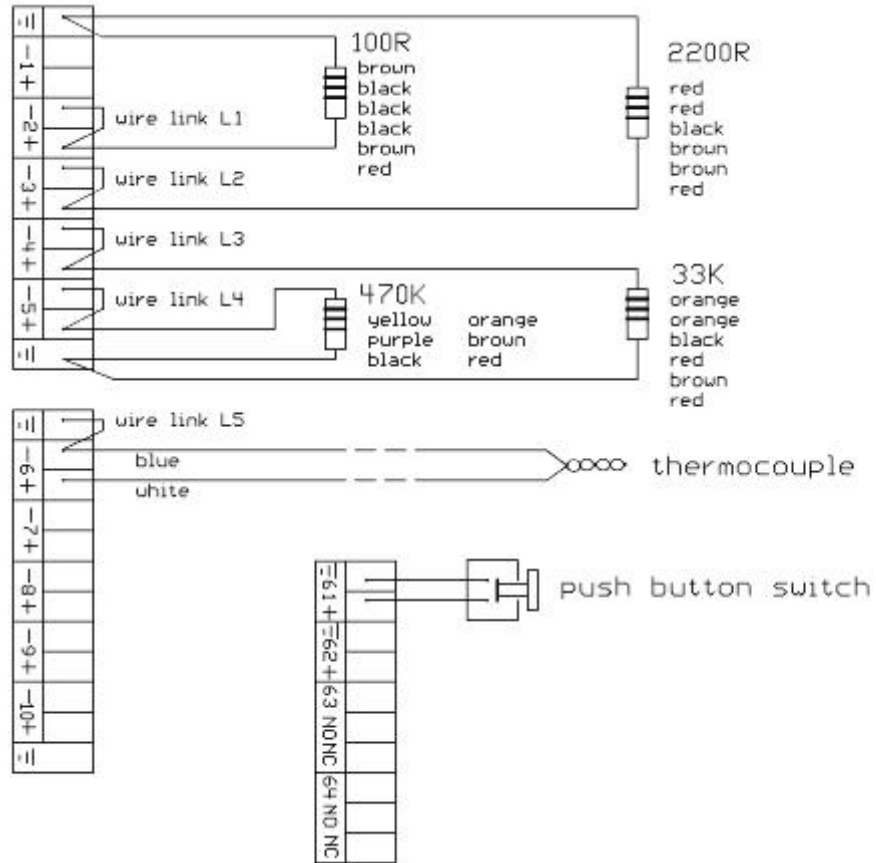 100R
brown
black
black
black
brown
red
2200R
red
red
black
brown
brown
red
-1+
-2+
wire link L1
-3+
wire link L2
-4+
wire link L3
-5+
wire link L4
470K
yellow orange
purple brown
black red
33K
orange
orange
black
red
brown
red
wire link L5
-6+
blue
white
thermocouple
-7+
-8+
-9+
-10+
61+
push button switch
62+
63 NO NC
64 NO NC